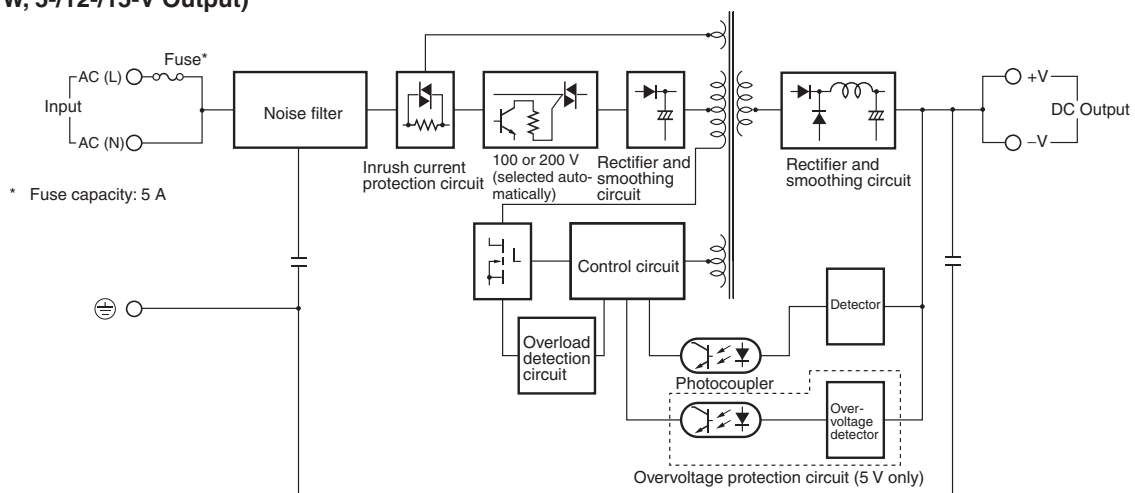 5-/12-/15-V Output)
AC (L)
Fuse*
Input
AC (N)
* Fuse capacity: 5 A
Noise filter
Inrush current
protection circuit
100 or 200 V
(selected auto-
matically)
Rectifier and
smoothing
circuit
Rectifier and
smoothing circuit
+V
DC Output
–V
Control circuit
Overload
detection
circuit
Detector
Photocoupler
Over-
voltage
detector
Overvoltage protection circuit (5 V only)